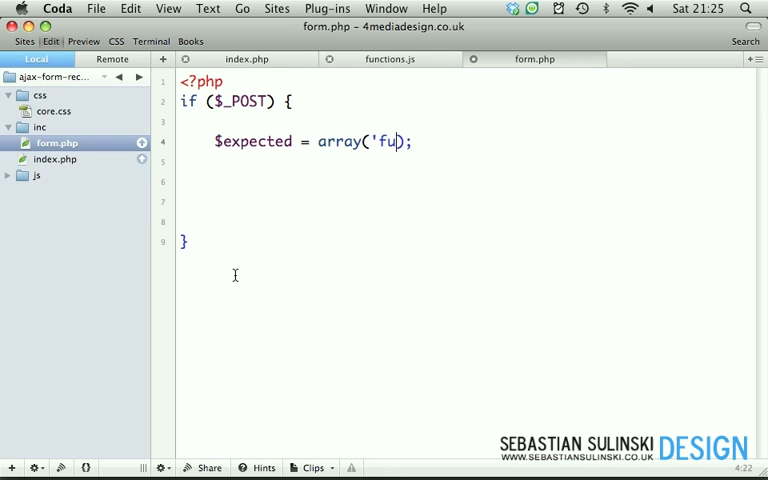 Coda File Edit View Text Go Sites Plug-ins Window Help Sat 21:25
form.php - 4mediadesign.co.uk
Sites Edit Preview CSS Terminal Books Search
Local Remote + index.php functions.js form.php
ajax-form-rec...
css
core.css
inc
form.php
index.php
js
1 <?php
2 if ($_POST) {
3
4 $expected = array('fu);
5
6
7
8
9 }
SEBASTIAN SULINSKI DESIGN
WWW.SEBASTIANSULINSKI.CO.UK
+ {} Share Hints Clips 4:22